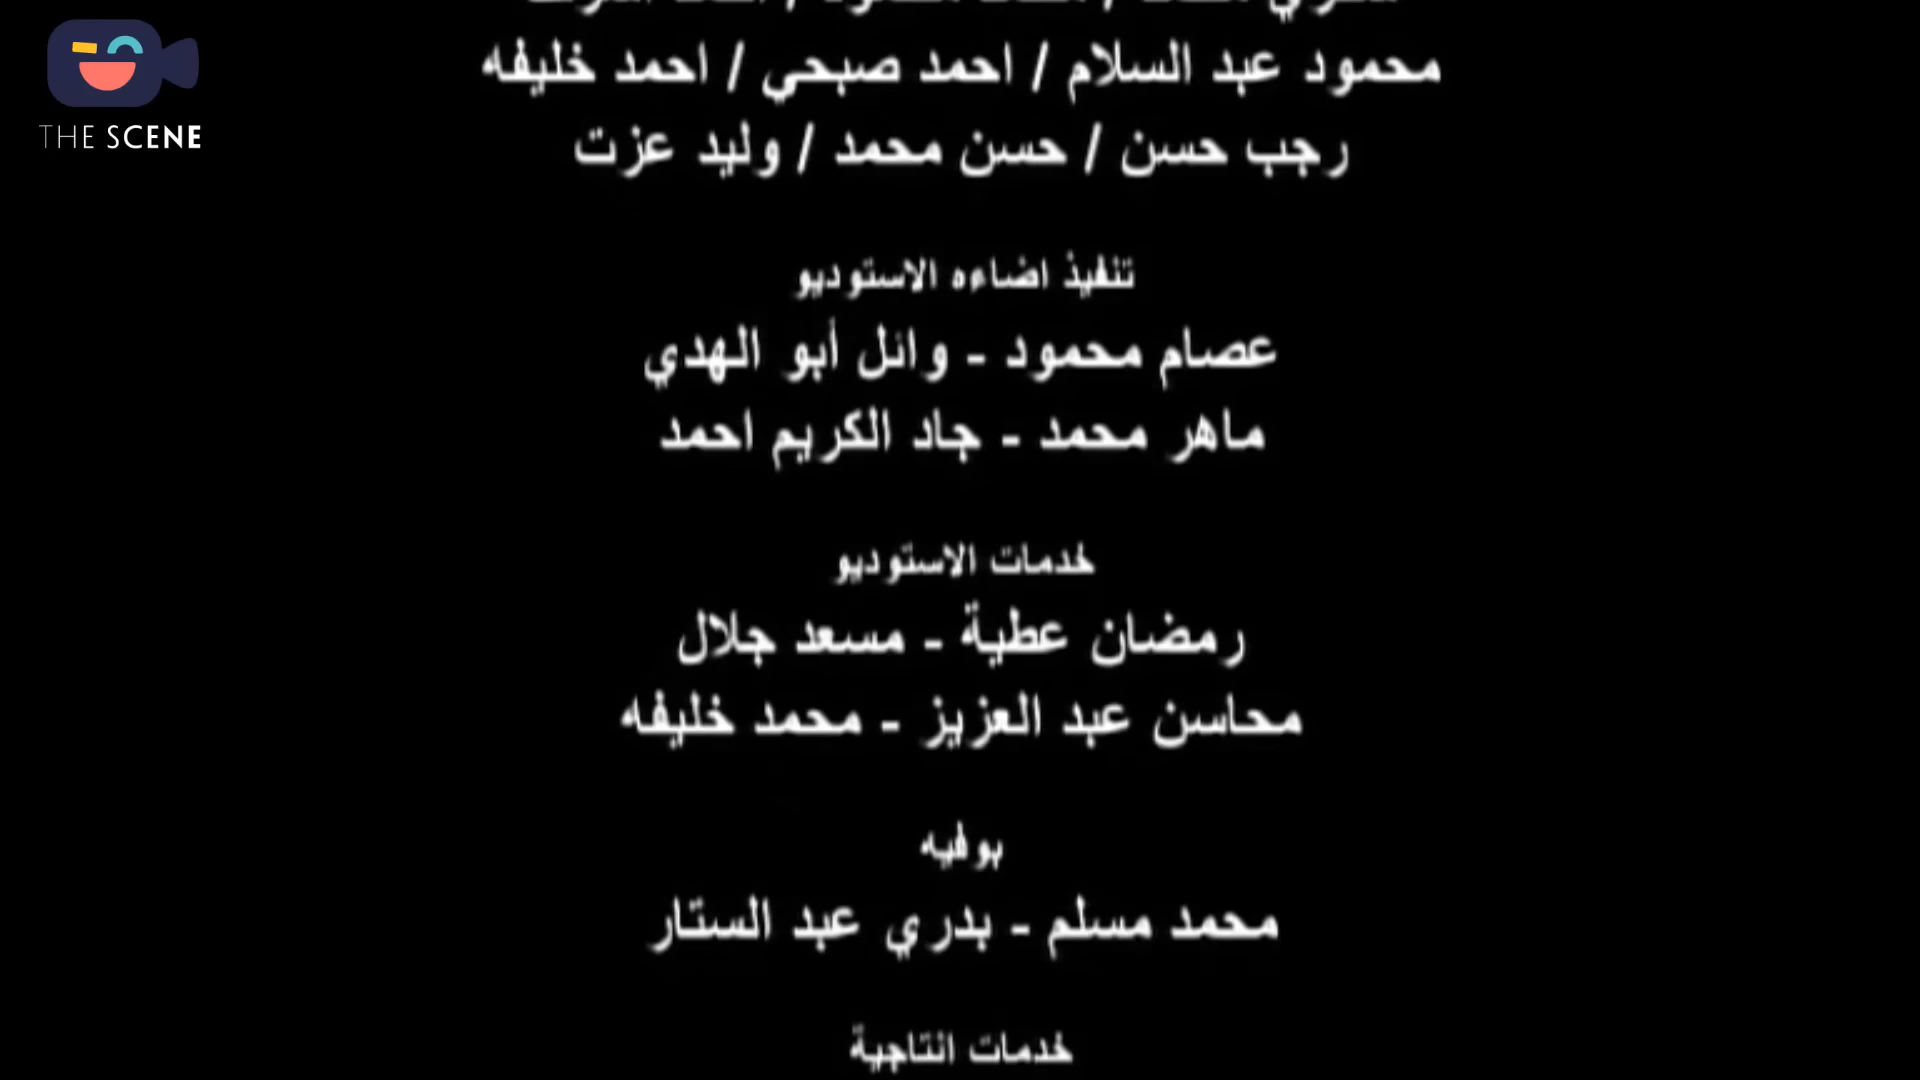 THE SCENE
محمود عبد السلام / احمد صبحي / احمد خليفه
رجب حسن / حسن محمد / وليد عزت
تنفيذ اضاءه الاستوديو
عصام محمود - وائل أبو الهدي
ماهر محمد - جاد الكريم احمد
خدمات الاستوديو
رمضان عطية - مسعد جلال
محاسن عبد العزيز - محمد خليفه
بوفيه
محمد مسلم - بدري عبد الستار
خدمات انتاجية